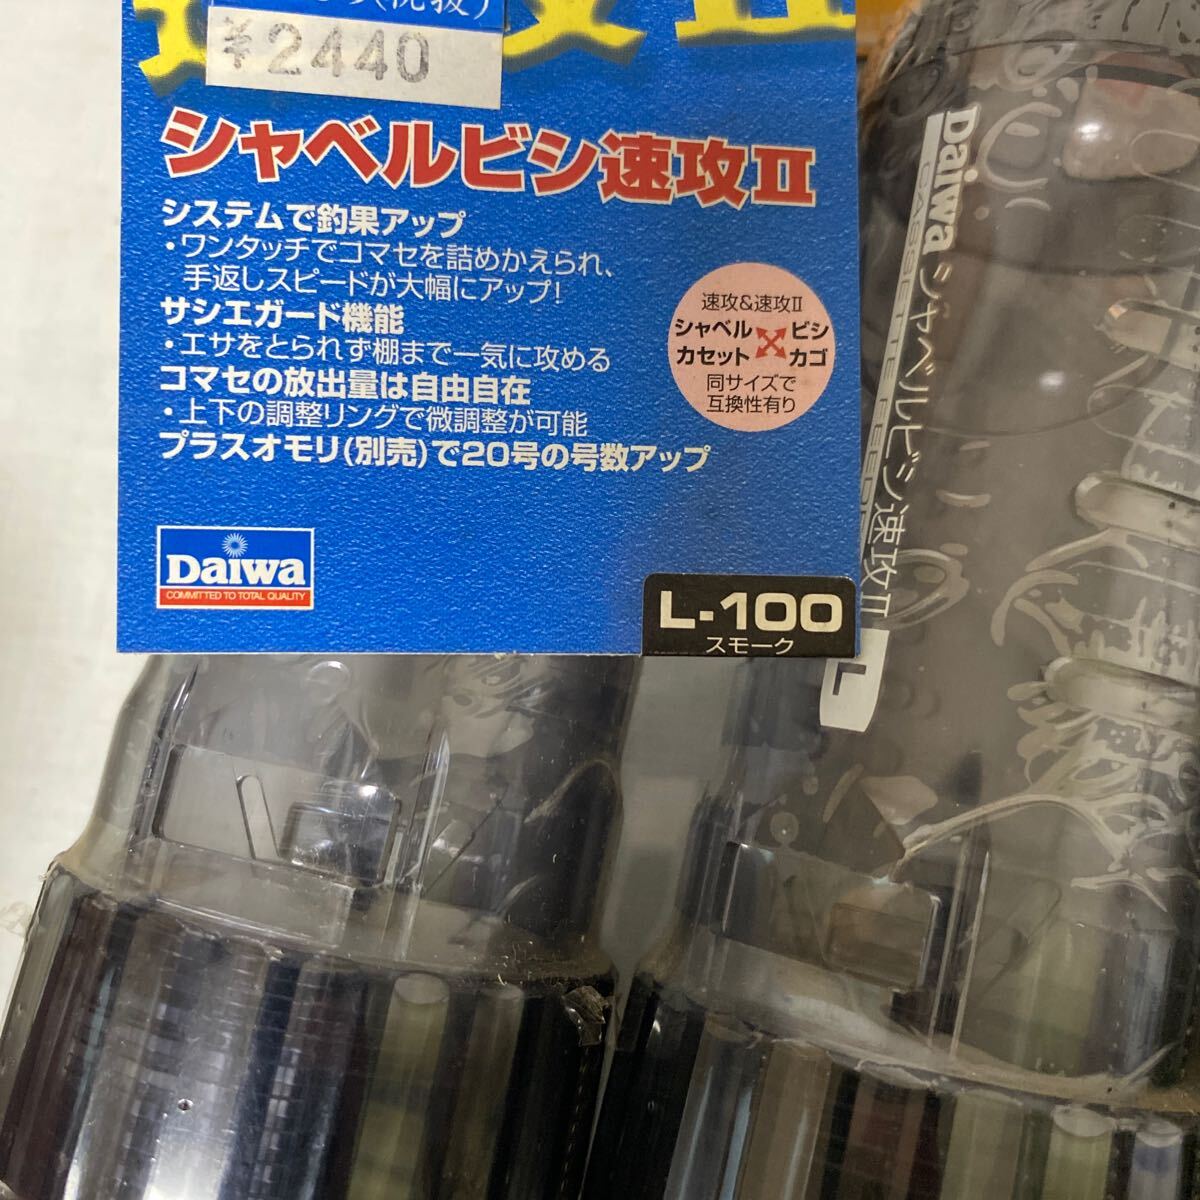 ¥2440
シャベルビシ速攻II
システムで釣果アップ
・ワンタッチでコマセを詰めかえられ、
手返しスピードが大幅にアップ!
サシエガード機能
・エサをとられず棚まで一気に攻める
コマセの放出量は自由自在
・上下の調整リングで微調整が可能
プラスオモリ(別売)で20号の号数アップ
速攻&速攻II
シャベル ビシ
カセット カゴ
同サイズで
互換性有り
Daiwa
COMMITTED TO TOTAL QUALITY
L-100
スモーク
Daiwa シャベルビシ速攻II L
CASSETTE FEEDER